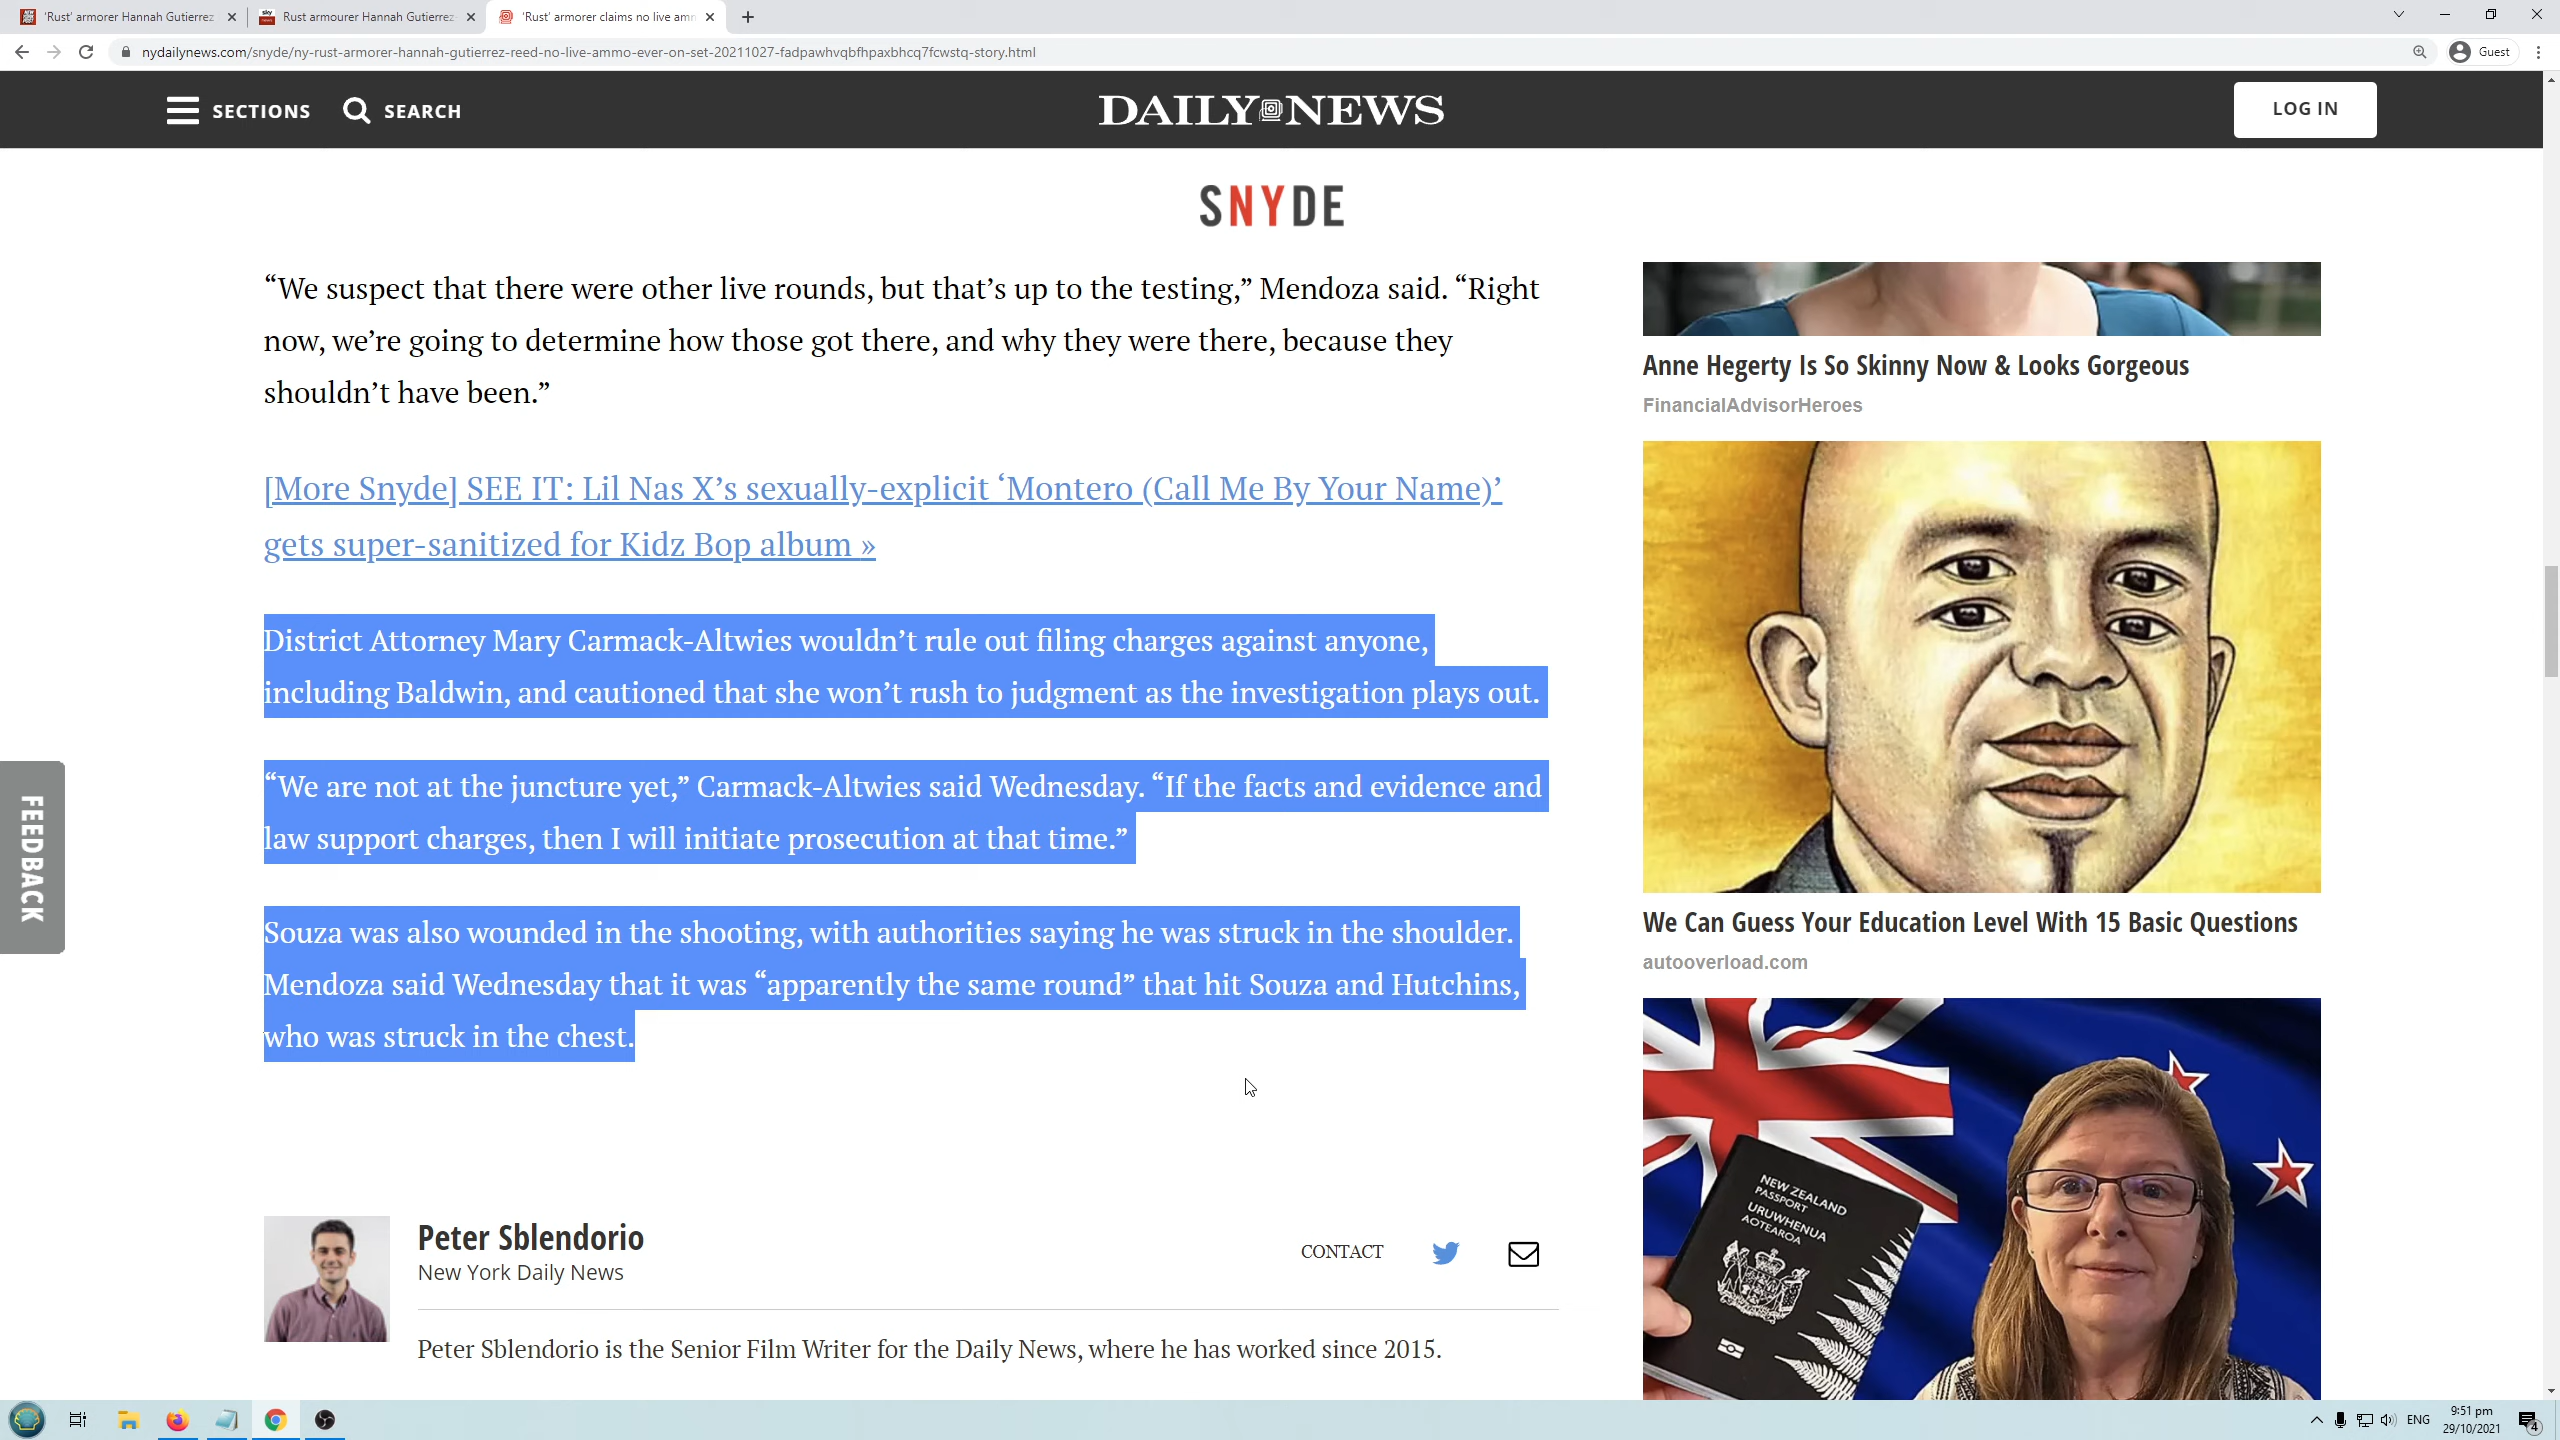 'Rust' armorer Hannah Gutierrez
Rust armourer Hannah Gutierrez-
'Rust' armorer claims no live amm
nydailynews.com/snyde/ny-rust-armorer-hannah-gutierrez-reed-no-live-ammo-ever-on-set-20211027-fadpawhvqbfhpaxbhcq7fcwstq-story.html
Guest
SECTIONS
SEARCH
DAILY NEWS
LOG IN
SNYDE
“We suspect that there were other live rounds, but that’s up to the testing,” Mendoza said. “Right
now, we’re going to determine how those got there, and why they were there, because they
shouldn’t have been.”
[More Snyde] SEE IT: Lil Nas X’s sexually-explicit ‘Montero (Call Me By Your Name)’
gets super-sanitized for Kidz Bop album »
District Attorney Mary Carmack-Altwies wouldn’t rule out filing charges against anyone,
including Baldwin, and cautioned that she won’t rush to judgment as the investigation plays out.
“We are not at the juncture yet,” Carmack-Altwies said Wednesday. “If the facts and evidence and
law support charges, then I will initiate prosecution at that time.”
Souza was also wounded in the shooting, with authorities saying he was struck in the shoulder.
Mendoza said Wednesday that it was “apparently the same round” that hit Souza and Hutchins,
who was struck in the chest.
FEEDBACK
Peter Sblendorio
New York Daily News
CONTACT
Peter Sblendorio is the Senior Film Writer for the Daily News, where he has worked since 2015.
Anne Hegerty Is So Skinny Now & Looks Gorgeous
FinancialAdvisorHeroes
We Can Guess Your Education Level With 15 Basic Questions
autooverload.com
NEW ZEALAND
PASSPORT
URUWHENUA
AOTEAROA
ENG
9:51 pm
29/10/2021
4